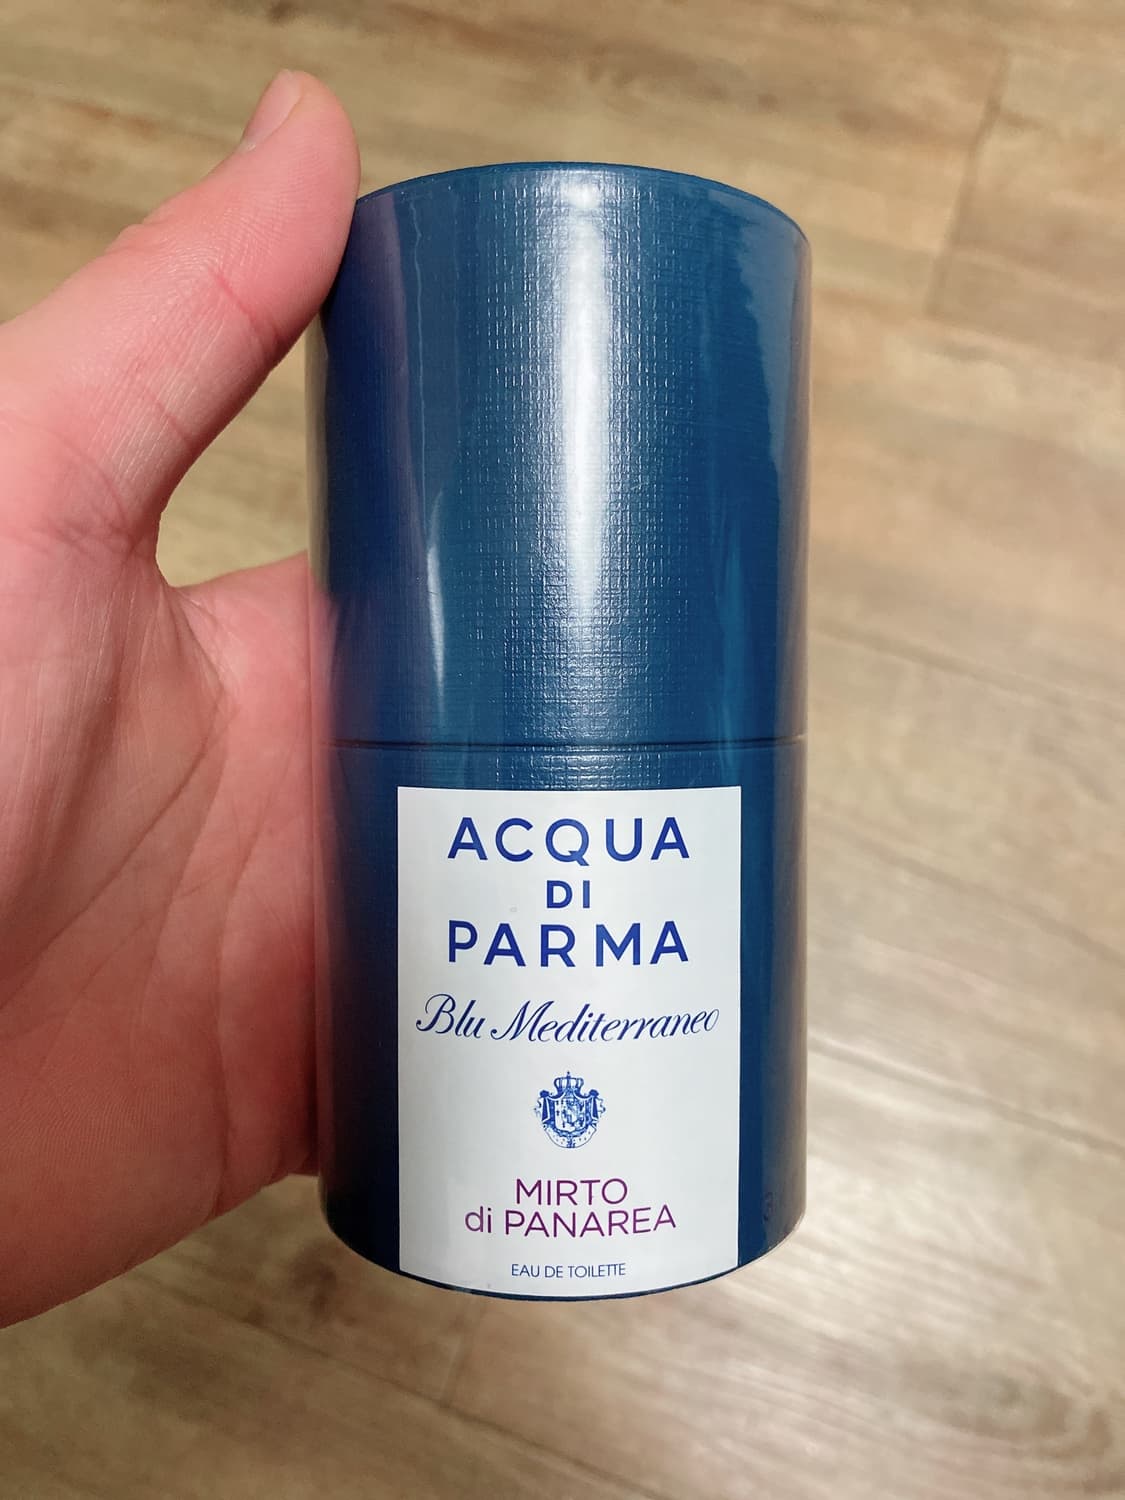 ACQUA
DI
PARMA
Blu Mediterraneo
MIRTO
di PANAREA
EAU DE TOILETTE